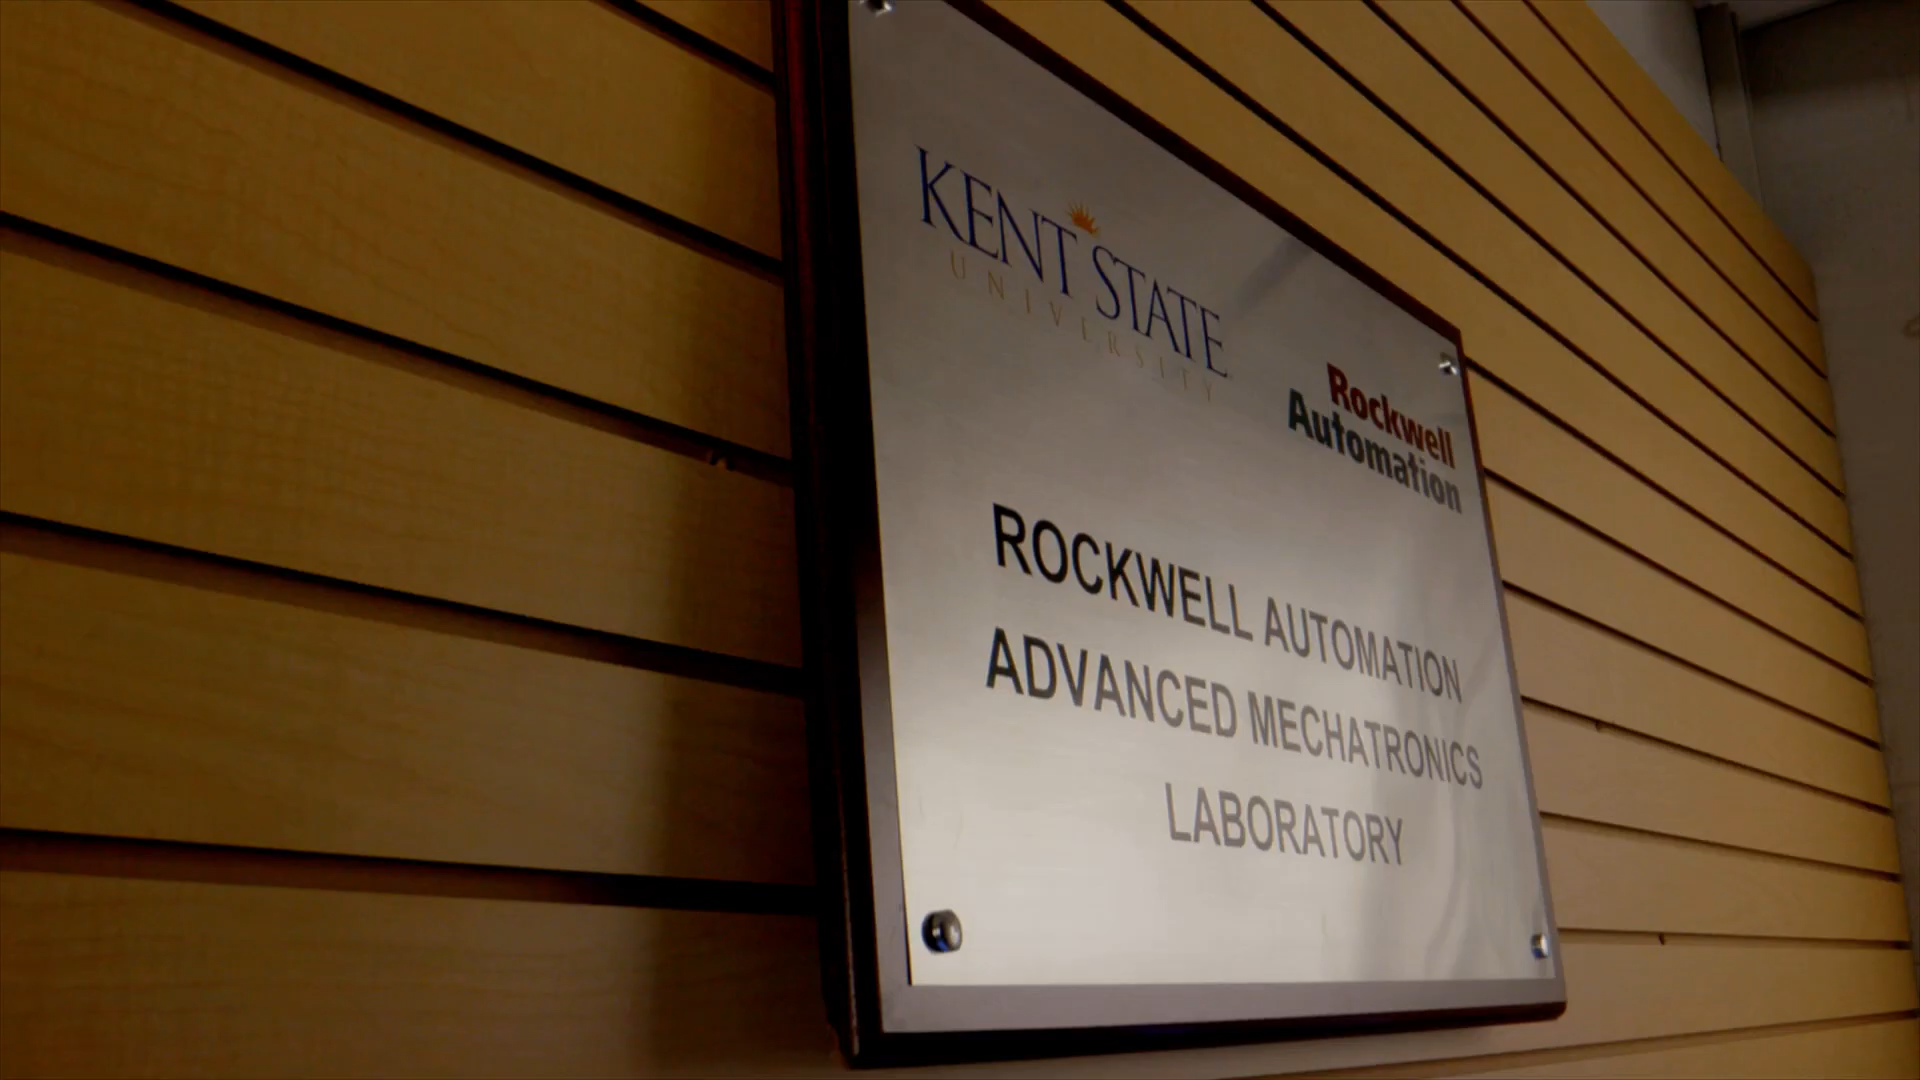 KENT STATE
UNIVERSITY
Rockwell
Automation
ROCKWELL AUTOMATION
ADVANCED MECHATRONICS
LABORATORY